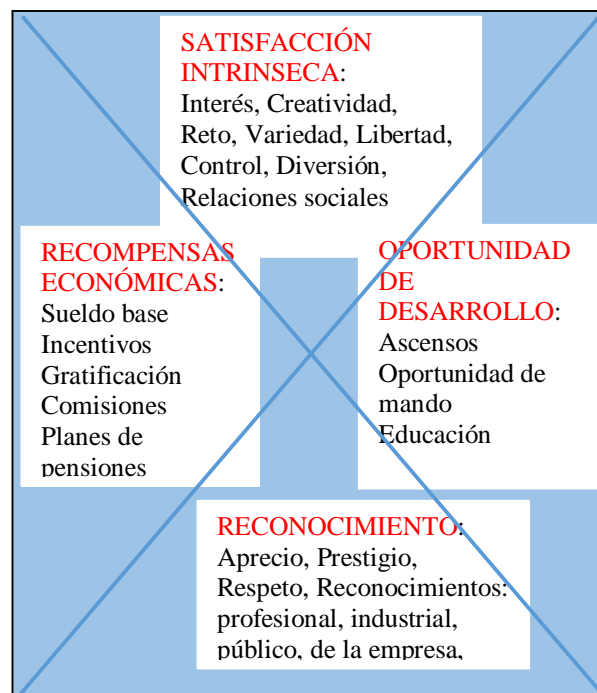 SATISFACCIÓN
INTRINSECA:
Interés, Creatividad,
Reto, Variedad, Libertad,
Control, Diversión,
Relaciones sociales
RECOMPENSAS
ECONÓMICAS:
Sueldo base
Incentivos
Gratificación
Comisiones
Planes de
pensiones
OPORTUNIDAD
DE
DESARROLLO:
Ascensos
Oportunidad de
mando
Educación
RECONOCIMIENTO:
Aprecio, Prestigio,
Respeto, Reconocimientos:
profesional, industrial,
público, de la empresa,